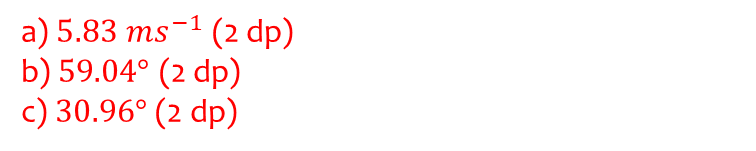 a) 5.83 ms⁻¹ (2 dp)
b) 59.04° (2 dp)
c) 30.96° (2 dp)